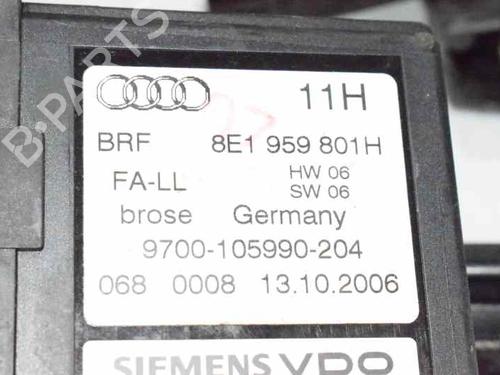 11H
BRF 8E1 959 801H
FA-LL HW 06
SW 06
brose Germany
9700-105990-204
068 0008 13.10.2006
SIEMENS VDO
B-PARTS